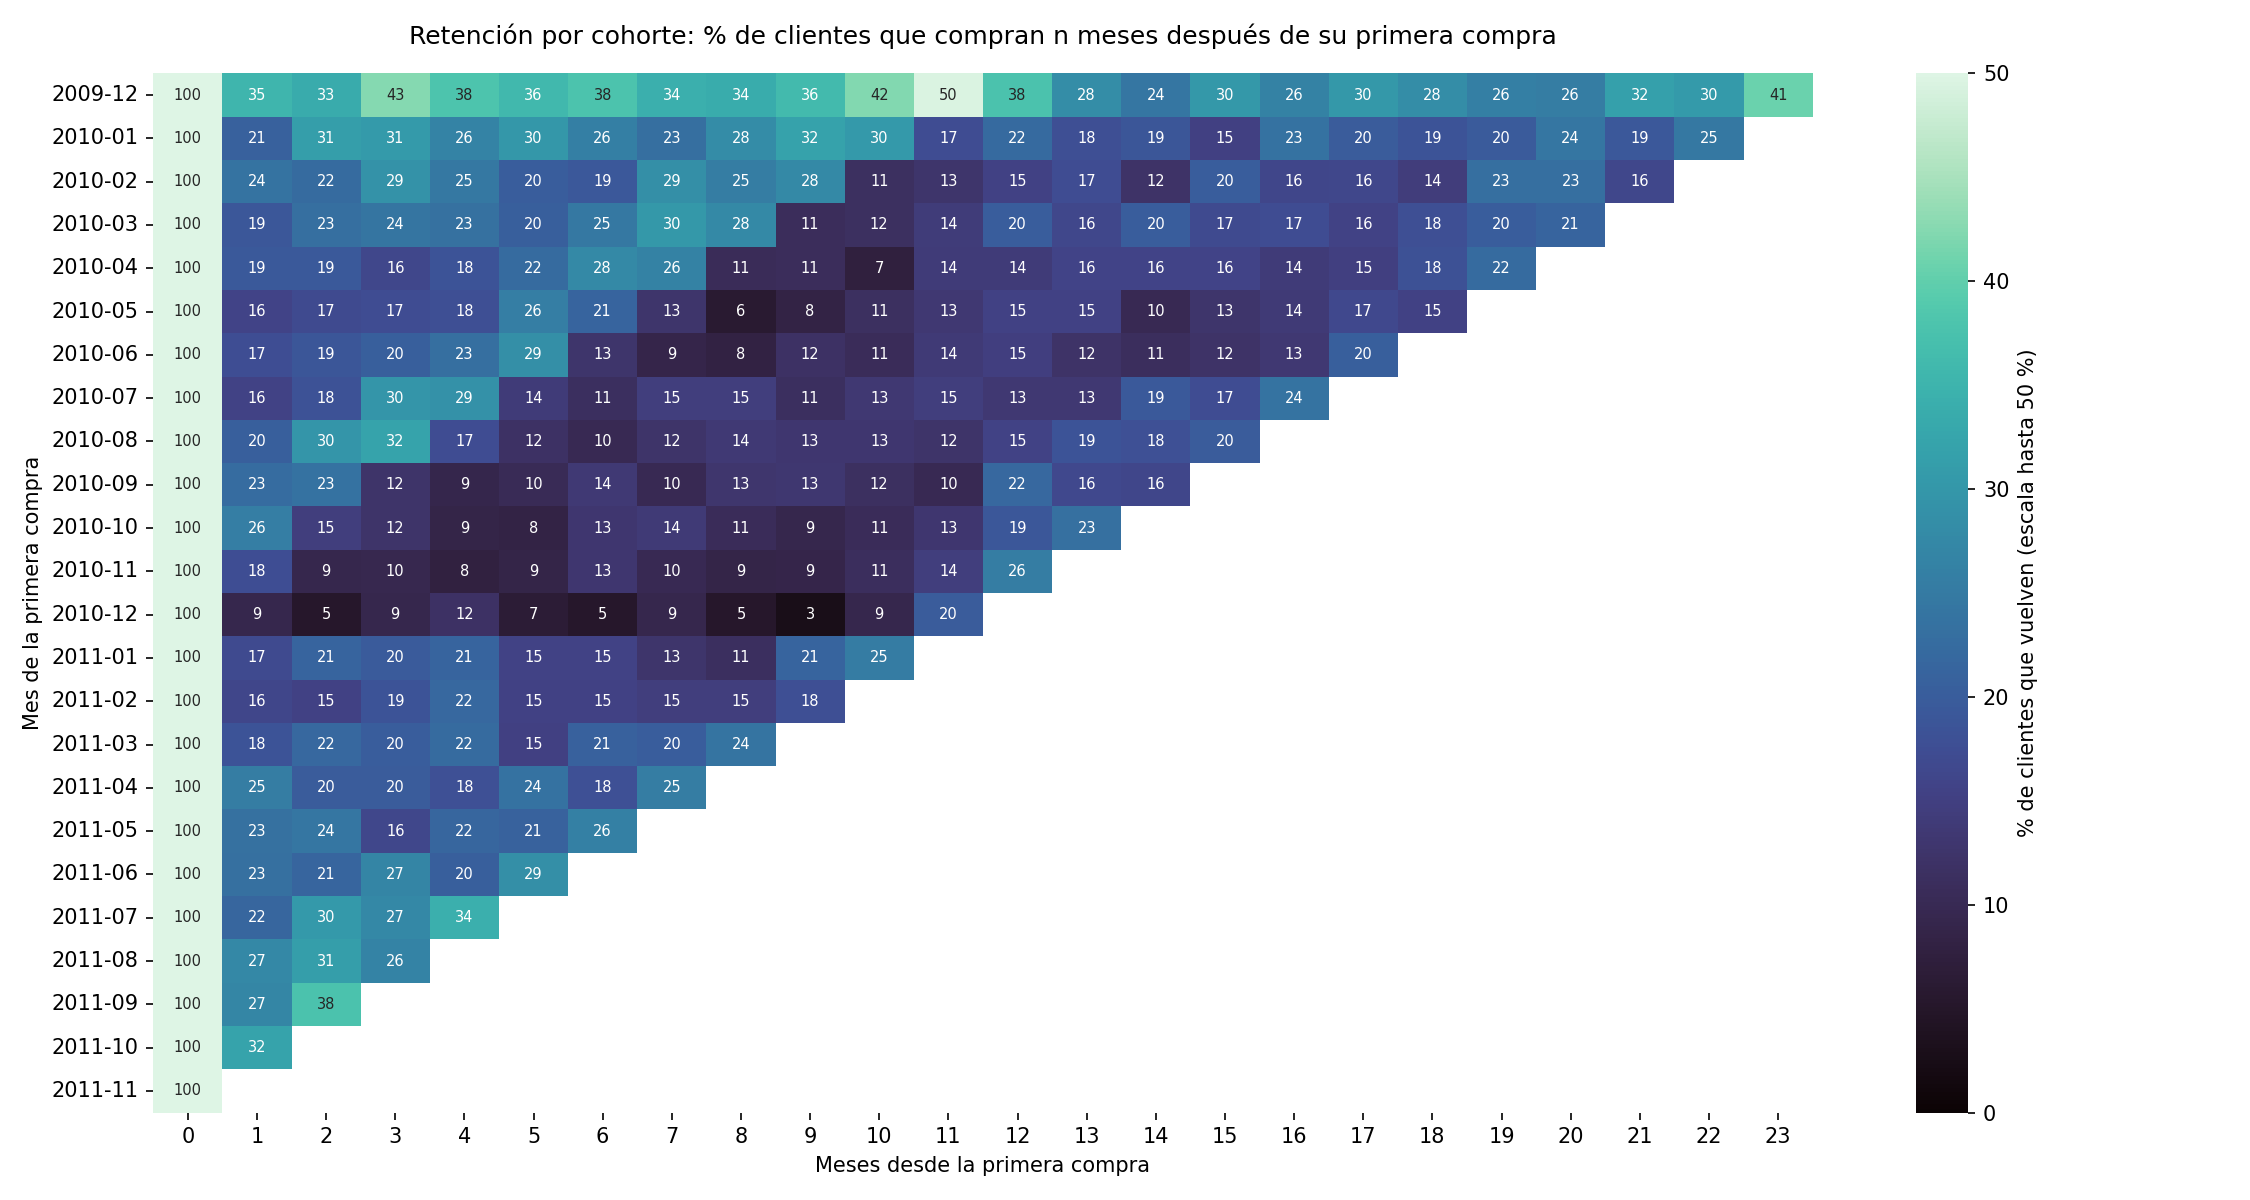 Retención por cohorte: % de clientes que compran n meses después de su primera compra
Mes de la primera compra
2009-12 100 35 33 43 38 36 38 34 34 36 42 50 38 28 24 30 26 30 28 26 26 32 30 41
2010-01 100 21 31 31 26 30 26 23 28 32 30 17 22 18 19 15 23 20 19 20 24 19 25
2010-02 100 24 22 29 25 20 19 29 25 28 11 13 15 17 12 20 16 16 14 23 23 16
2010-03 100 19 23 24 23 20 25 30 28 11 12 14 20 16 20 17 17 16 18 20 21
2010-04 100 19 19 16 18 22 28 26 11 11 7 14 14 16 16 16 14 15 18 22
2010-05 100 16 17 17 18 26 21 13 6 8 11 13 15 15 10 13 14 17 15
2010-06 100 17 19 20 23 29 13 9 8 12 11 14 15 12 11 12 13 20
2010-07 100 16 18 30 29 14 11 15 15 11 13 15 13 13 19 17 24
2010-08 100 20 30 32 17 12 10 12 14 13 13 12 15 19 18 20
2010-09 100 23 23 12 9 10 14 10 13 13 12 10 22 16 16
2010-10 100 26 15 12 9 8 13 14 11 9 11 13 19 23
2010-11 100 18 9 10 8 9 13 10 9 9 11 14 26
2010-12 100 9 5 9 12 7 5 9 5 3 9 20
2011-01 100 17 21 20 21 15 15 13 11 21 25
2011-02 100 16 15 19 22 15 15 15 15 18
2011-03 100 18 22 20 22 15 21 20 24
2011-04 100 25 20 20 18 24 18 25
2011-05 100 23 24 16 22 21 26
2011-06 100 23 21 27 20 29
2011-07 100 22 30 27 34
2011-08 100 27 31 26
2011-09 100 27 38
2011-10 100 32
2011-11 100
0 1 2 3 4 5 6 7 8 9 10 11 12 13 14 15 16 17 18 19 20 21 22 23
Meses desde la primera compra
50
40
30
20
10
0
% de clientes que vuelven (escala hasta 50 %)